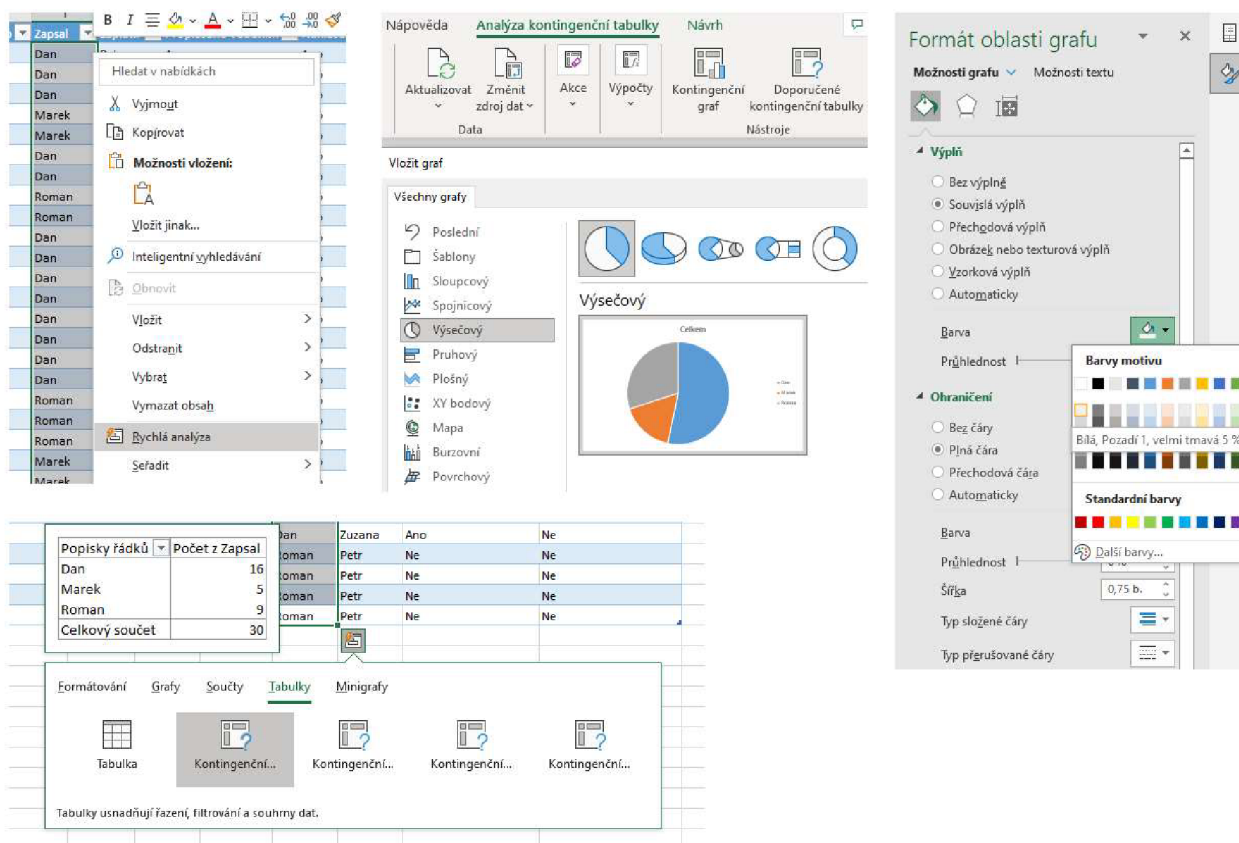 Zapsal
B I
Dan
Dan
Dan
Marek
Marek
Dan
Dan
Roman
Roman
Dan
Dan
Dan
Dan
Dan
Dan
Dan
Dan
Roman
Roman
Roman
Marek
Marek
Hledat v nabídkách
Vyjmout
Kopírovat
Možnosti vložení:
Vložit jinak...
Inteligentní vyhledávání
Obnovit
Vložit
Odstranit
Vybrat
Vymazat obsah
Rychlá analýza
Seřadit
Nápověda Analýza kontingenční tabulky Návrh
Aktualizovat Změnit zdroj dat Akce Výpočty Kontingenční graf Doporučené kontingenční tabulky
Data Nástroje
Vložit graf
Všechny grafy
Poslední
Šablony
Sloupcový
Spojnicový
Výsečový
Pruhový
Plošný
XY bodový
Mapa
Burzovní
Povrchový
Výsečový
Celkem
Formát oblasti grafu
Možnosti grafu Možnosti textu
Výplň
Bez výplně
Souvislá výplň
Přechodová výplň
Obrázek nebo texturová výplň
Vzorková výplň
Automaticky
Barva
Průhlednost
Barvy motivu
Bílá, Pozadí 1, velmi tmavá 5 %
Standardní barvy
Další barvy...
Ohraničení
Bez čáry
Plná čára
Přechodová čára
Automaticky
Barva
Průhlednost
Šířka 0,75 b.
Typ složené čáry
Typ přerušované čáry
Popisky řádků Počet z Zapsal
Dan 16
Marek 5
Roman 9
Celkový součet 30
Dan Zuzana Ano Ne
Roman Petr Ne Ne
Roman Petr Ne Ne
Roman Petr Ne Ne
Roman Petr Ne Ne
Formátování Grafy Součty Tabulky Minigrafy
Tabulka Kontingenční... Kontingenční... Kontingenční... Kontingenční...
Tabulky usnadňují řazení, filtrování a souhrny dat.